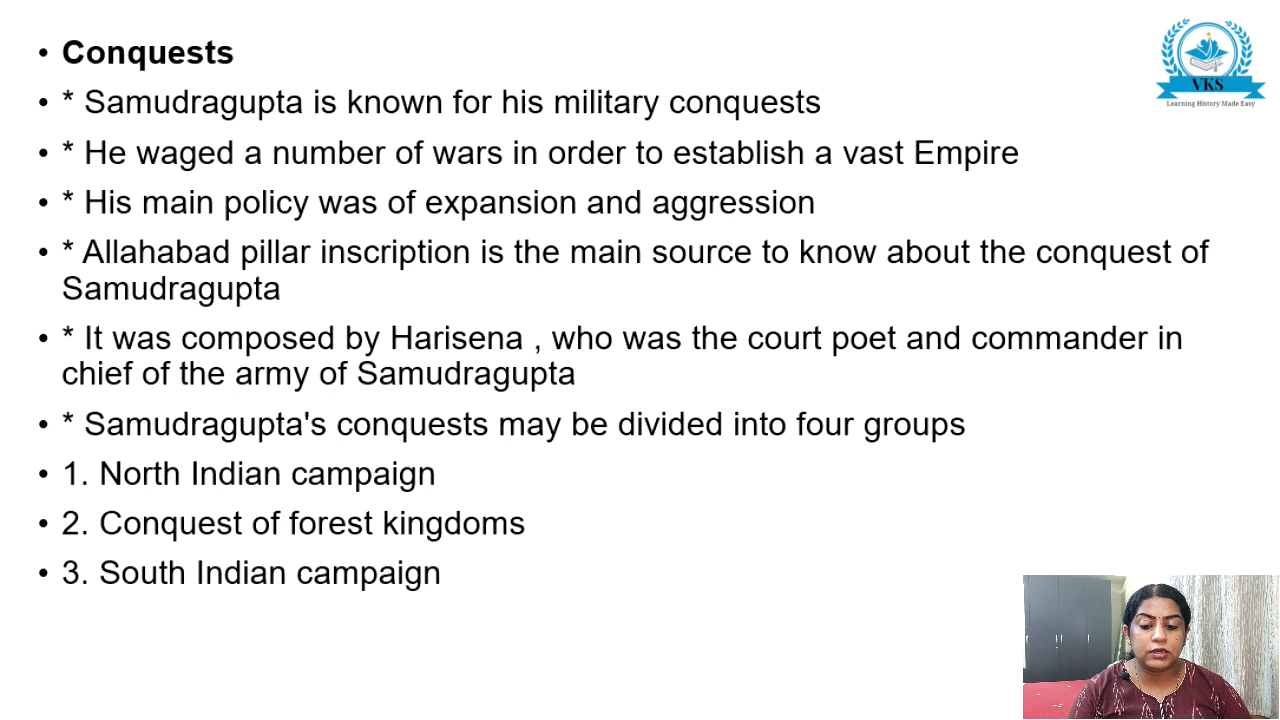 • Conquests
• * Samudragupta is known for his military conquests
• * He waged a number of wars in order to establish a vast Empire
• * His main policy was of expansion and aggression
• * Allahabad pillar inscription is the main source to know about the conquest of
Samudragupta
• * It was composed by Harisena , who was the court poet and commander in
chief of the army of Samudragupta
• * Samudragupta's conquests may be divided into four groups
• 1. North Indian campaign
• 2. Conquest of forest kingdoms
• 3. South Indian campaign
VKS
Learning History Made Easy